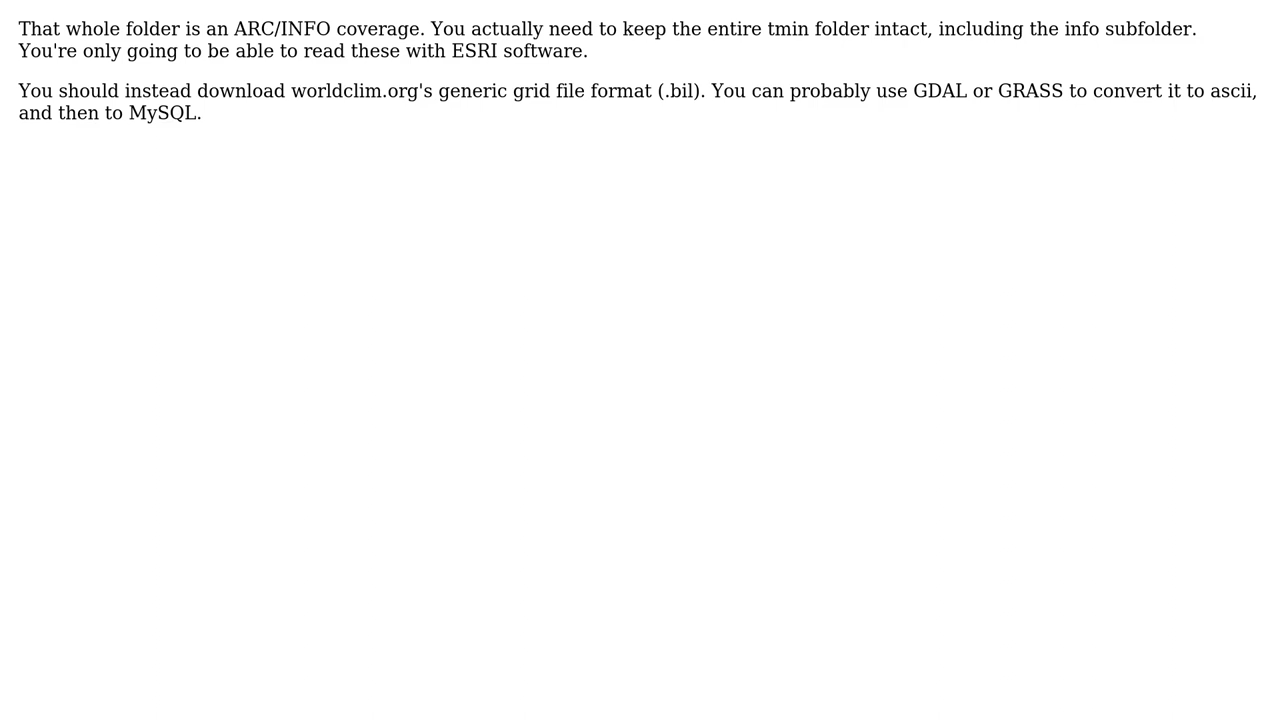 That whole folder is an ARC/INFO coverage. You actually need to keep the entire tmin folder intact, including the info subfolder.
You're only going to be able to read these with ESRI software.
You should instead download worldclim.org's generic grid file format (.bil). You can probably use GDAL or GRASS to convert it to ascii,
and then to MySQL.